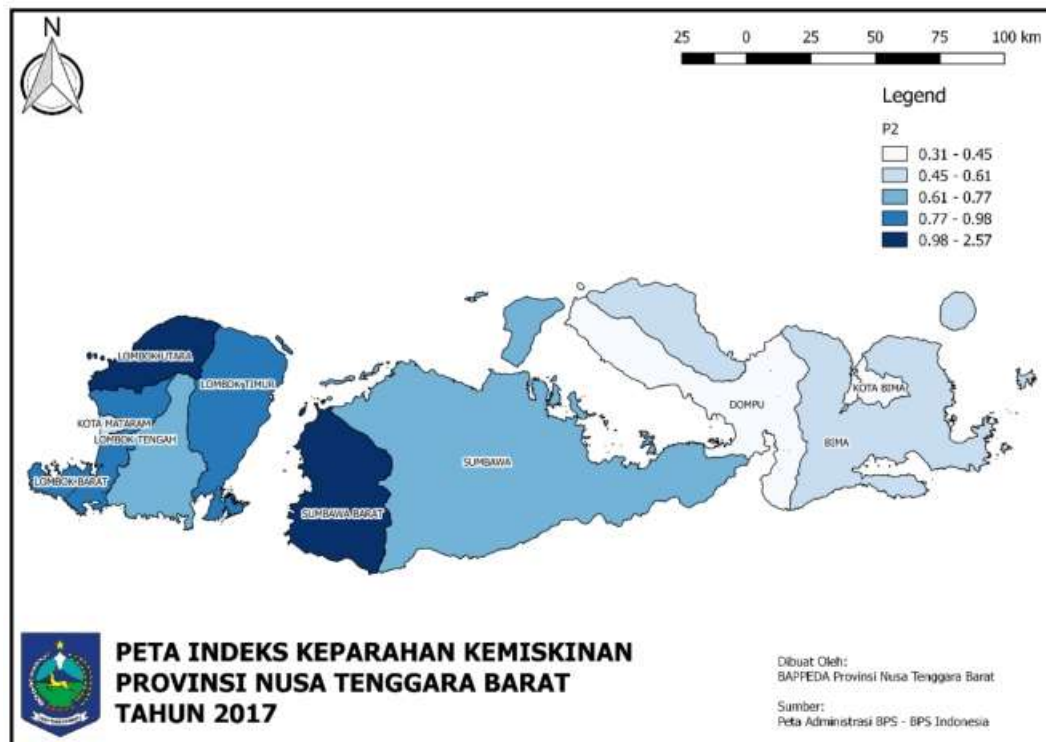 N
25 0 25 50 75 100 km
Legend
P2
0.31 - 0.45
0.45 - 0.61
0.61 - 0.77
0.77 - 0.98
0.98 - 2.57
LOMBOK UTARA
LOMBOK TIMUR
KOTA MATARAM
LOMBOK TENGAH
LOMBOK BARAT
SUMBAWA BARAT
SUMBAWA
DOMPU
KOTA BIMA
BIMA
PETA INDEKS KEPARAHAN KEMISKINAN
PROVINSI NUSA TENGGARA BARAT
TAHUN 2017
Dibuat Oleh:
BAPPEDA Provinsi Nusa Tenggara Barat
Sumber:
Peta Administrasi BPS - BPS Indonesia